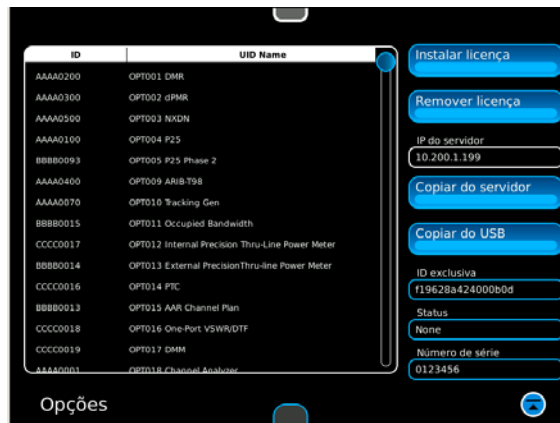 ID UID Name
AAAA0200 OPT001 DMR
AAAA0300 OPT002 dPMR
AAAA0500 OPT003 NXDN
AAAA0100 OPT004 P25
BBBB0093 OPT005 P25 Phase 2
AAAA0400 OPT009 ARIB-T98
AAAA0070 OPT010 Tracking Gen
BBBB0015 OPT011 Occupied Bandwidth
CCCC0017 OPT012 Internal Precision Thru-Line Power Meter
BBBB0014 OPT013 External PrecisionThru-line Power Meter
CCCC0016 OPT014 PTC
BBBB0013 OPT015 AAR Channel Plan
CCCC0018 OPT016 One-Port VSWR/DTF
CCCC0019 OPT017 DMM
AAAA0001 OPT018 Channel Analyzer
Instalar licença
Remover licença
IP do servidor
10.200.1.199
Copiar do servidor
Copiar do USB
ID exclusiva
f19628a424000b0d
Status
None
Número de série
0123456
Opções